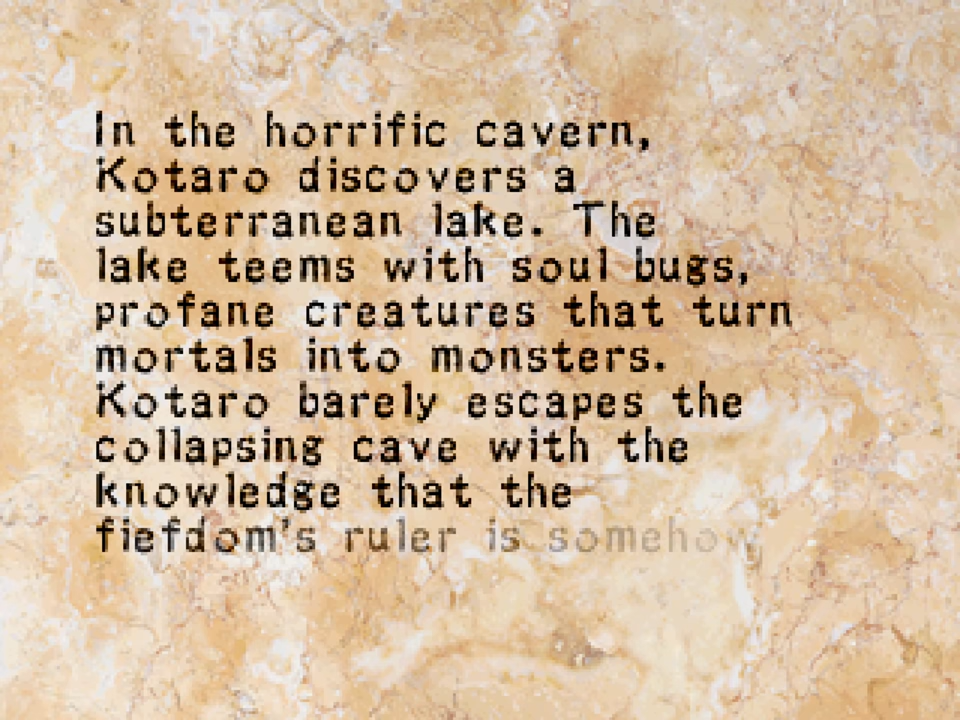 In the horrific cavern,
Kotaro discovers a
subterranean lake. The
lake teems with soul bugs,
profane creatures that turn
mortals into monsters.
Kotaro barely escapes the
collapsing cave with the
knowledge that the
fiefdom's ruler is somehow